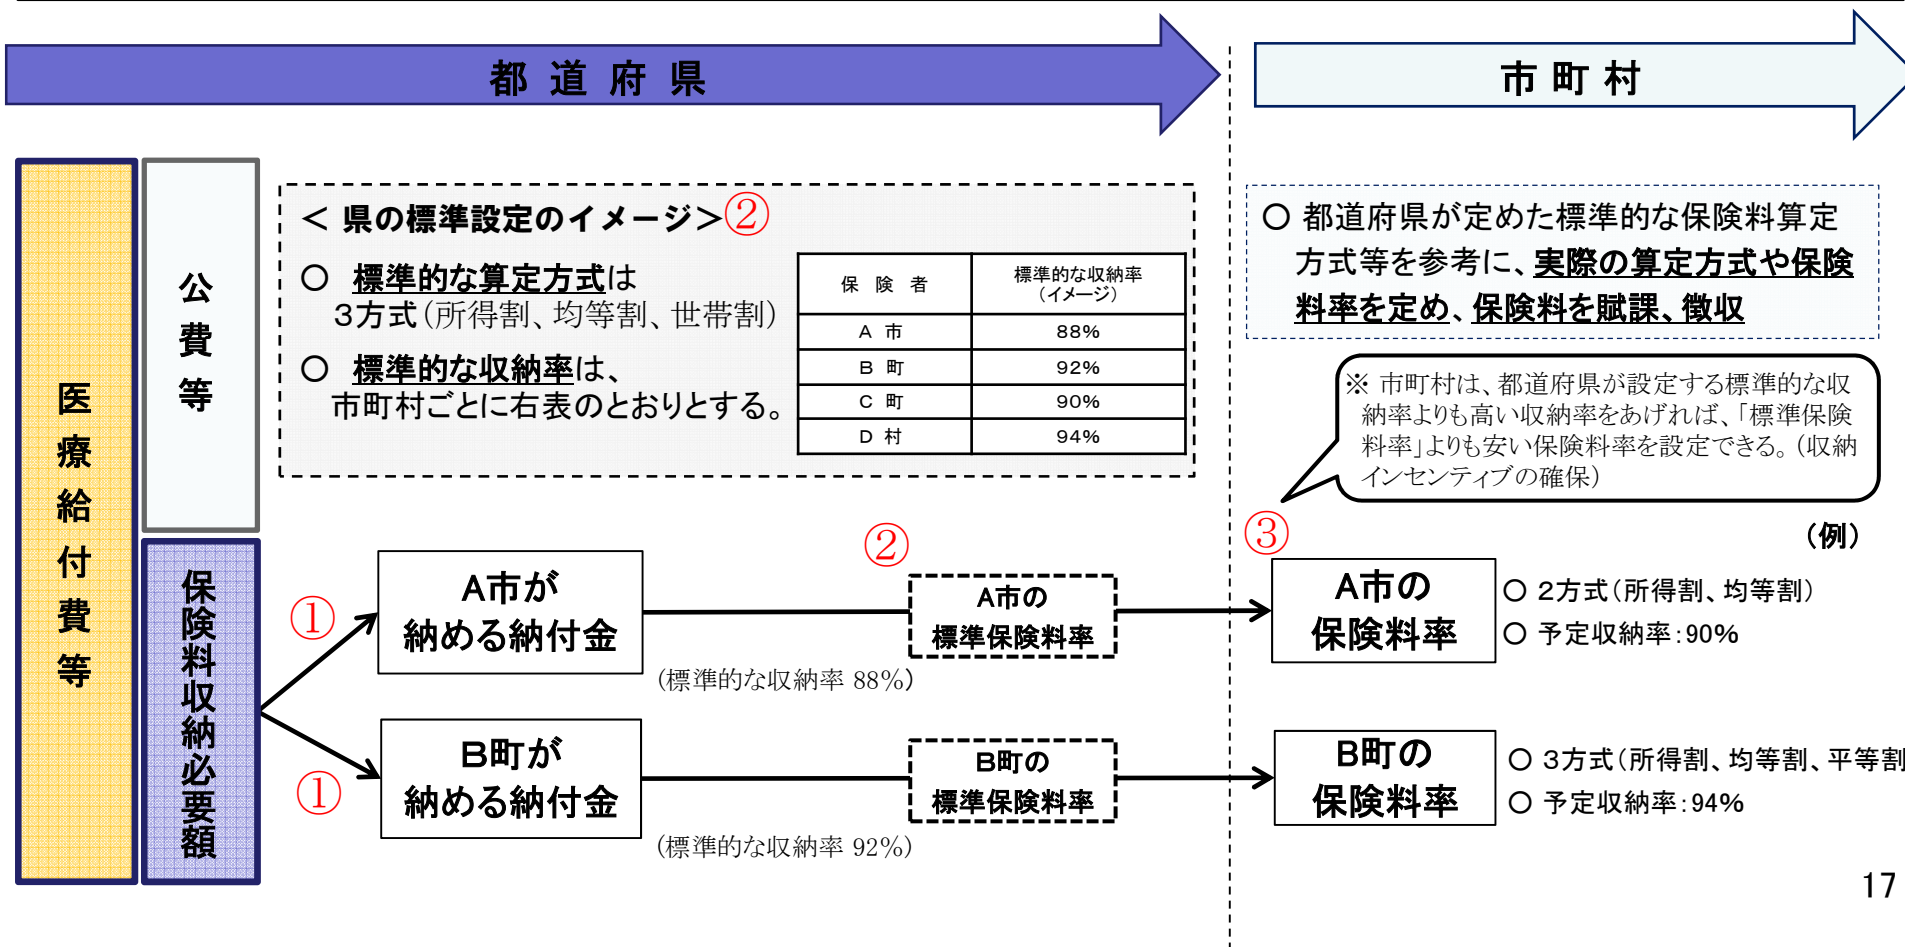 都道府県
市町村
医療給付費等
公費等
保険料収納必要額
＜ 県の標準設定のイメージ＞②
○ 標準的な算定方式は
3方式（所得割、均等割、世帯割）
○ 標準的な収納率は、
市町村ごとに右表のとおりとする。
保 険 者 標準的な収納率
（イメージ）
A 市 88%
B 町 92%
C 町 90%
D 村 94%
○ 都道府県が定めた標準的な保険料算定
方式等を参考に、実際の算定方式や保険
料率を定め、保険料を賦課、徴収
※ 市町村は、都道府県が設定する標準的な収
納率よりも高い収納率をあげれば、「標準保険
料率」よりも安い保険料率を設定できる。（収納
インセンティブの確保）
（例）
①
A市が
納める納付金
（標準的な収納率 88%）
②
A市の
標準保険料率
③
A市の
保険料率
○ 2方式（所得割、均等割）
○ 予定収納率：90%
①
B町が
納める納付金
（標準的な収納率 92%）
B町の
標準保険料率
B町の
保険料率
○ 3方式（所得割、均等割、平等割
○ 予定収納率：94%
17